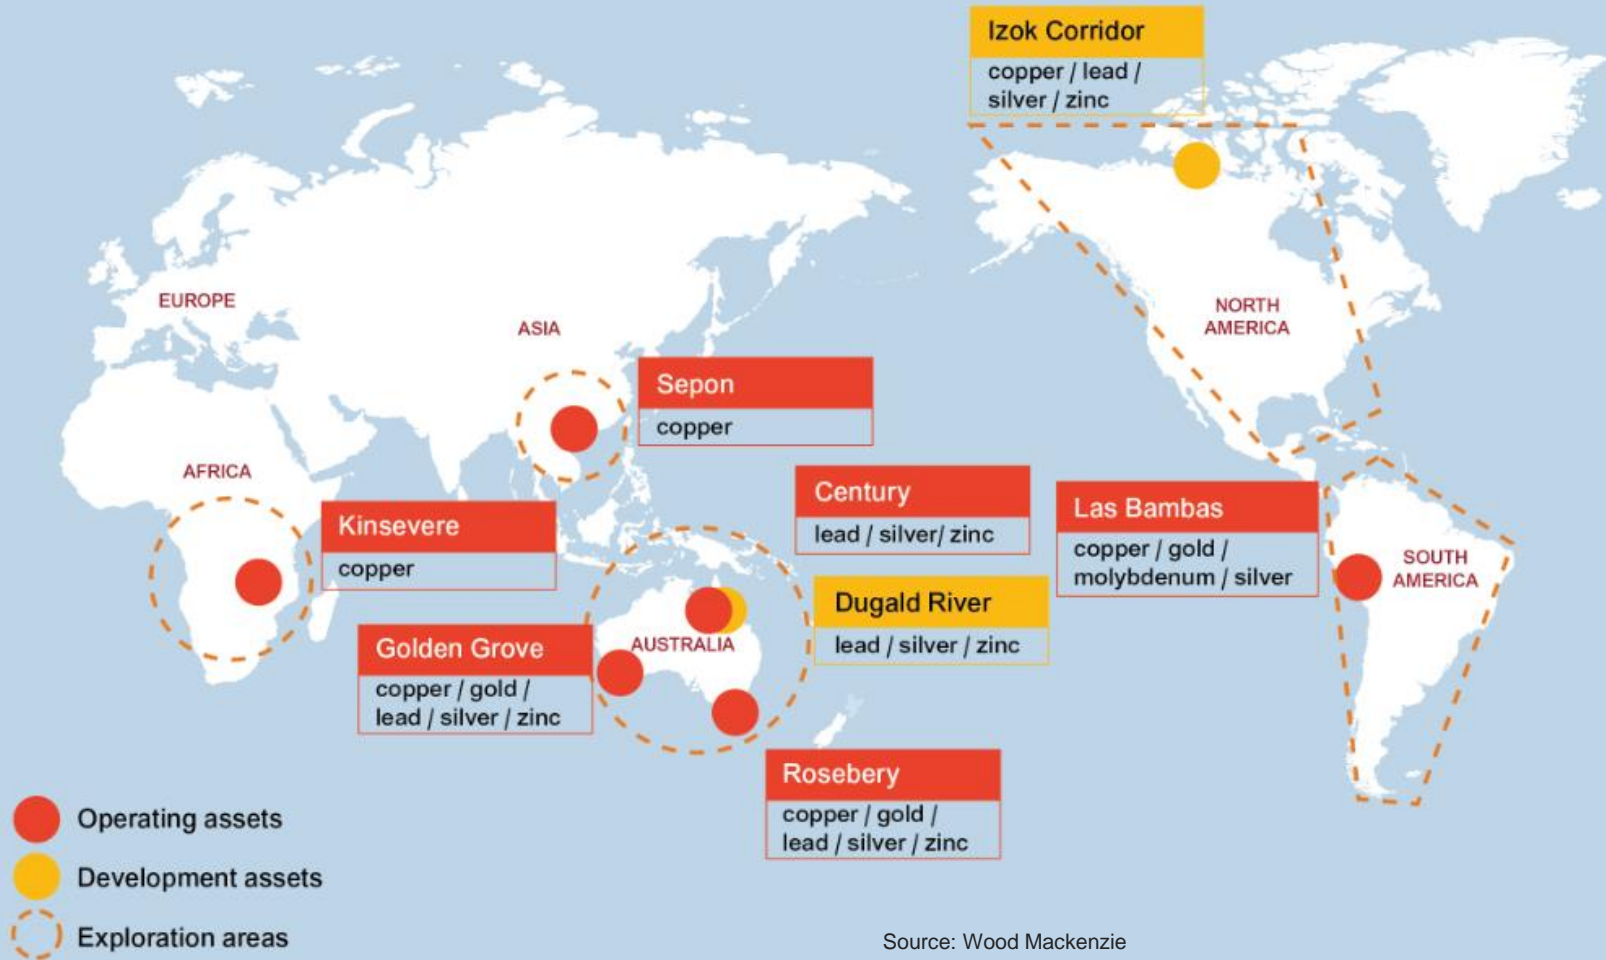 Izok Corridor
copper / lead /
silver / zinc
EUROPE
ASIA
NORTH
AMERICA
Sepon
copper
AFRICA
Kinsevere
copper
Century
lead / silver/ zinc
Las Bambas
copper / gold /
molybdenum / silver
SOUTH
AMERICA
Dugald River
lead / silver / zinc
AUSTRALIA
Golden Grove
copper / gold /
lead / silver / zinc
Rosebery
copper / gold /
lead / silver / zinc
Operating assets
Development assets
Exploration areas
Source: Wood Mackenzie